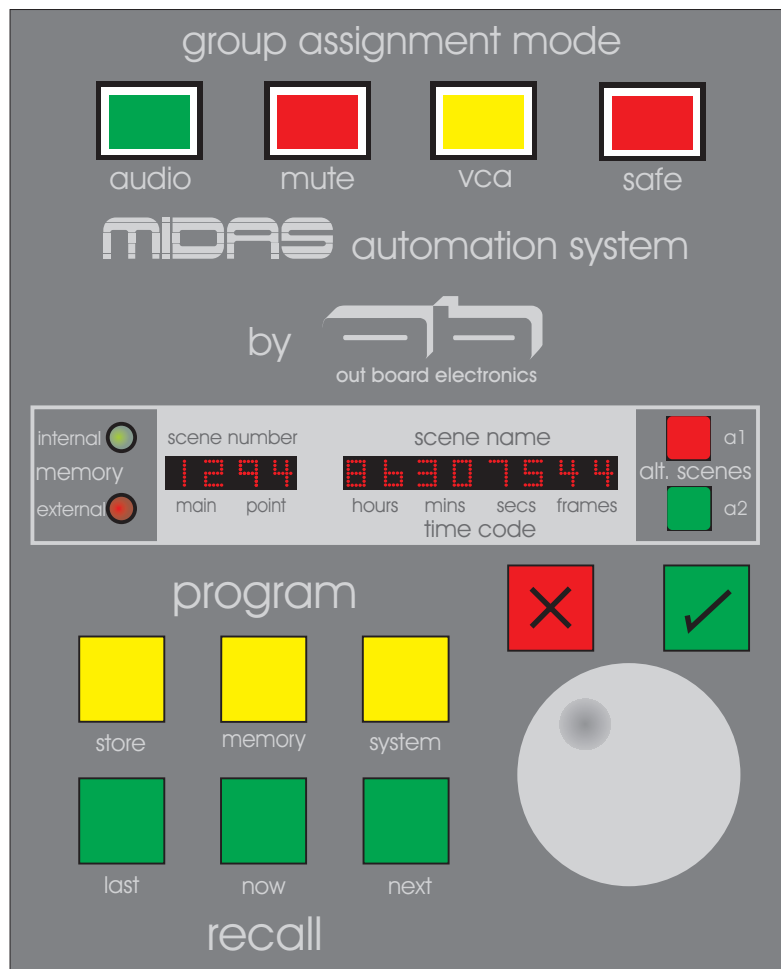 group assignment mode
audio mute vca safe
MIDAS automation system
by
out board electronics
internal scene number scene name a1
memory 1294 86307544 alt. scenes
external main point hours mins secs frames a2
time code
program
store memory system
last now next
recall